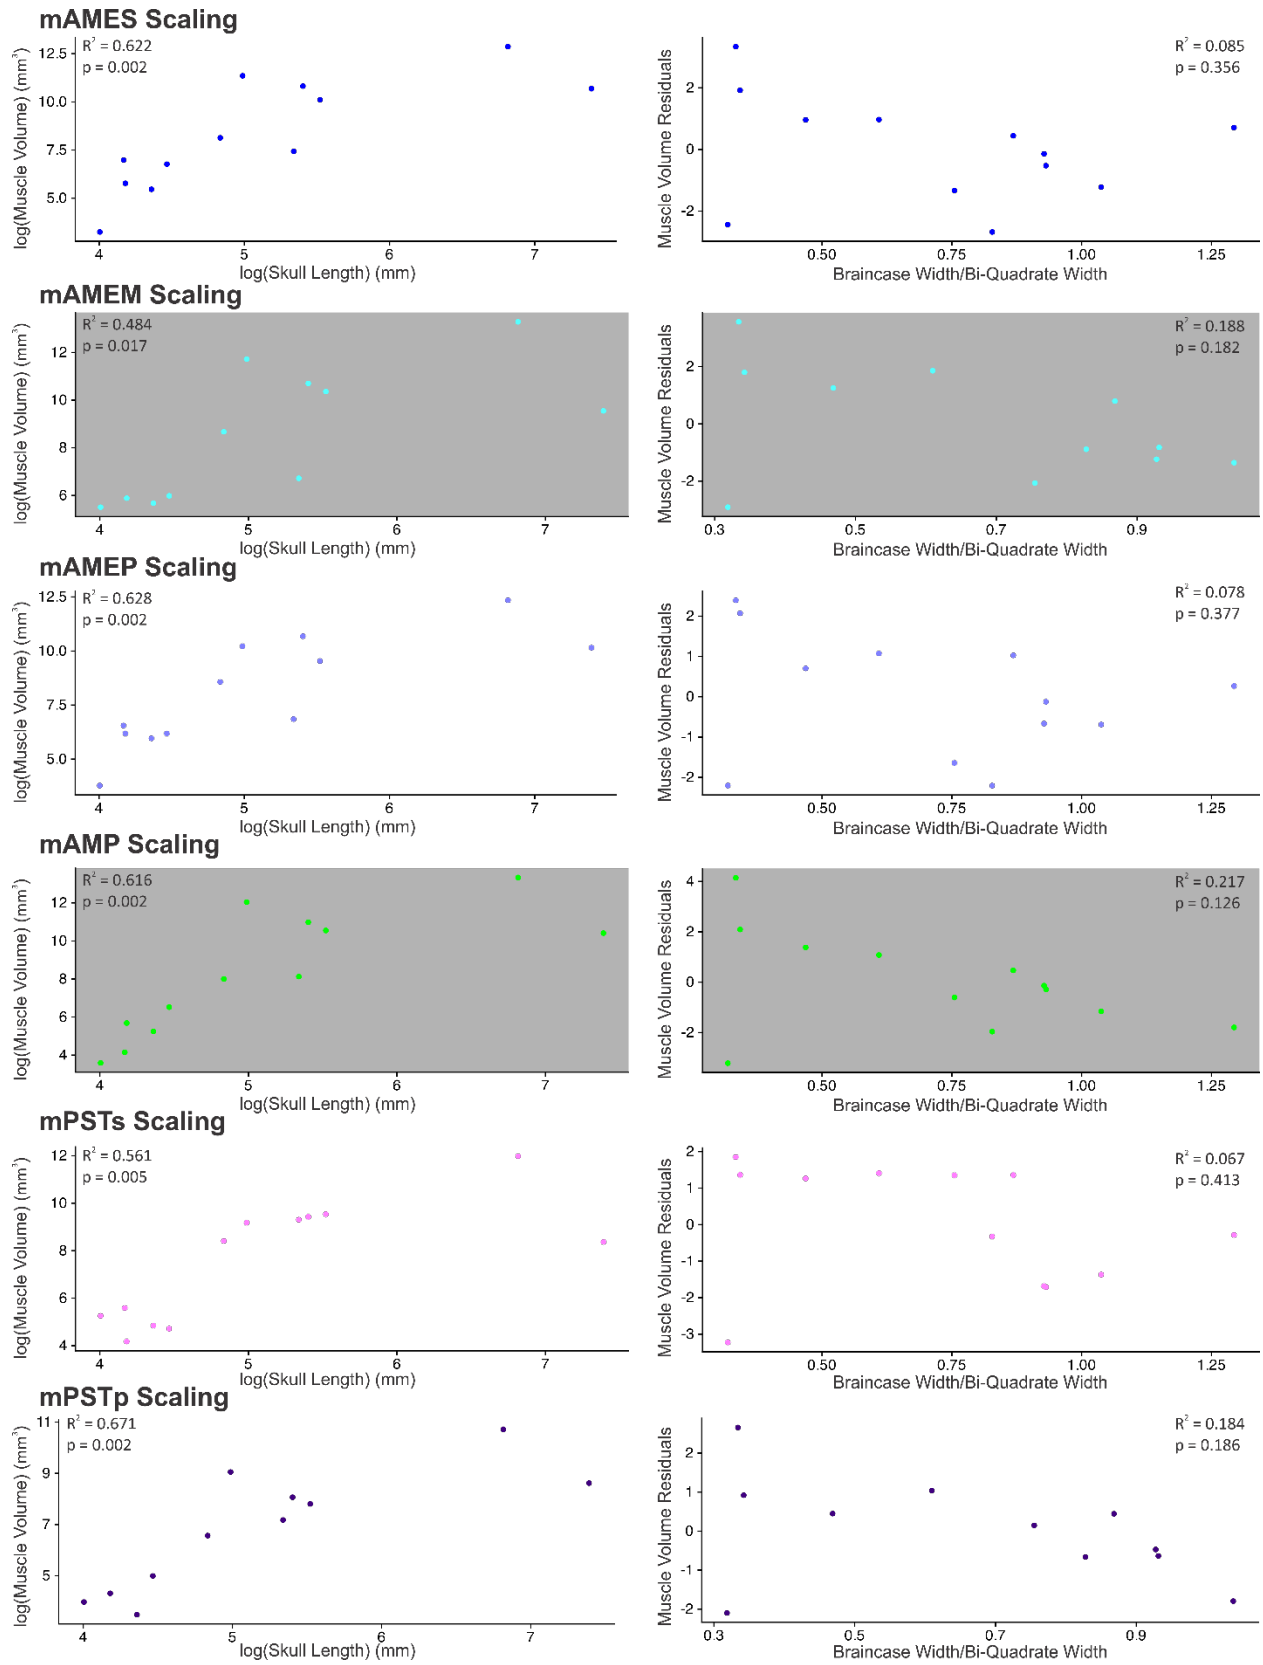 mAMES Scaling
log(Muscle Volume) (mm³)
12.5
10.0
7.5
5.0
R² = 0.622
p = 0.002
4
5
6
7
log(Skull Length) (mm)
Muscle Volume Residuals
2
0
-2
R² = 0.085
p = 0.356
0.50
0.75
1.00
1.25
Braincase Width/Bi-Quadrate Width
mAMEM Scaling
log(Muscle Volume) (mm³)
12
10
8
6
R² = 0.484
p = 0.017
4
5
6
7
log(Skull Length) (mm)
Muscle Volume Residuals
2
0
-2
R² = 0.188
p = 0.182
0.3
0.5
0.7
0.9
Braincase Width/Bi-Quadrate Width
mAMEP Scaling
log(Muscle Volume) (mm³)
12.5
10.0
7.5
5.0
R² = 0.628
p = 0.002
4
5
6
7
log(Skull Length) (mm)
Muscle Volume Residuals
2
1
0
-1
-2
R² = 0.078
p = 0.377
0.50
0.75
1.00
1.25
Braincase Width/Bi-Quadrate Width
mAMP Scaling
log(Muscle Volume) (mm³)
12
10
8
6
4
R² = 0.616
p = 0.002
4
5
6
7
log(Skull Length) (mm)
Muscle Volume Residuals
4
2
0
-2
R² = 0.217
p = 0.126
0.50
0.75
1.00
1.25
Braincase Width/Bi-Quadrate Width
mPSTs Scaling
log(Muscle Volume) (mm³)
12
10
8
6
4
R² = 0.561
p = 0.005
4
5
6
7
log(Skull Length) (mm)
Muscle Volume Residuals
2
1
0
-1
-2
-3
R² = 0.067
p = 0.413
0.50
0.75
1.00
1.25
Braincase Width/Bi-Quadrate Width
mPSTp Scaling
log(Muscle Volume) (mm³)
11
9
7
5
R² = 0.671
p = 0.002
4
5
6
7
log(Skull Length) (mm)
Muscle Volume Residuals
2
1
0
-1
-2
R² = 0.184
p = 0.186
0.3
0.5
0.7
0.9
Braincase Width/Bi-Quadrate Width